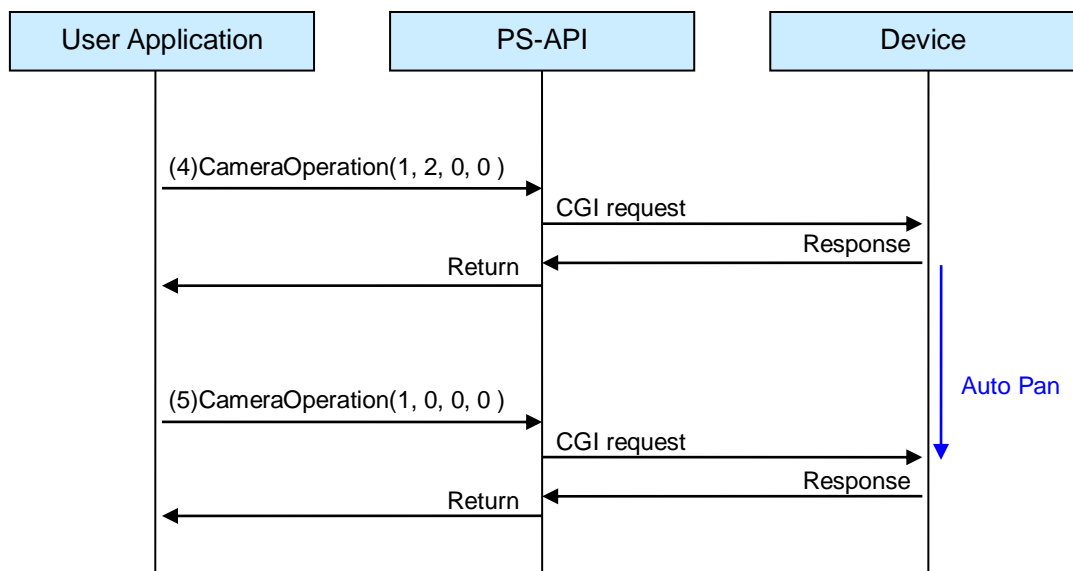 User Application
PS-API
Device
(4)CameraOperation(1, 2, 0, 0 )
CGI request
Response
Return
Auto Pan
(5)CameraOperation(1, 0, 0, 0 )
CGI request
Response
Return